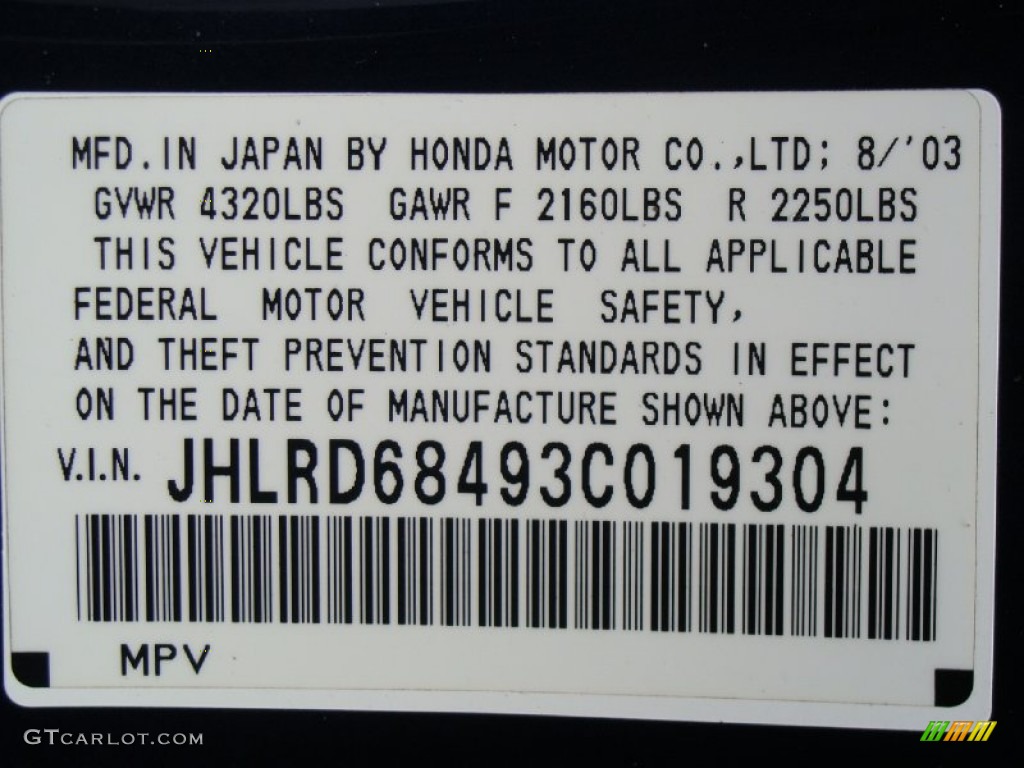 MFD. IN JAPAN BY HONDA MOTOR CO., LTD; 8/'03
GVWR 4320LBS GAWR F 2160LBS R 2250LBS
THIS VEHICLE CONFORMS TO ALL APPLICABLE
FEDERAL MOTOR VEHICLE SAFETY,
AND THEFT PREVENTION STANDARDS IN EFFECT
ON THE DATE OF MANUFACTURE SHOWN ABOVE:
V.I.N. JHLRD68493C019304
MPV
GTCARLOT.COM